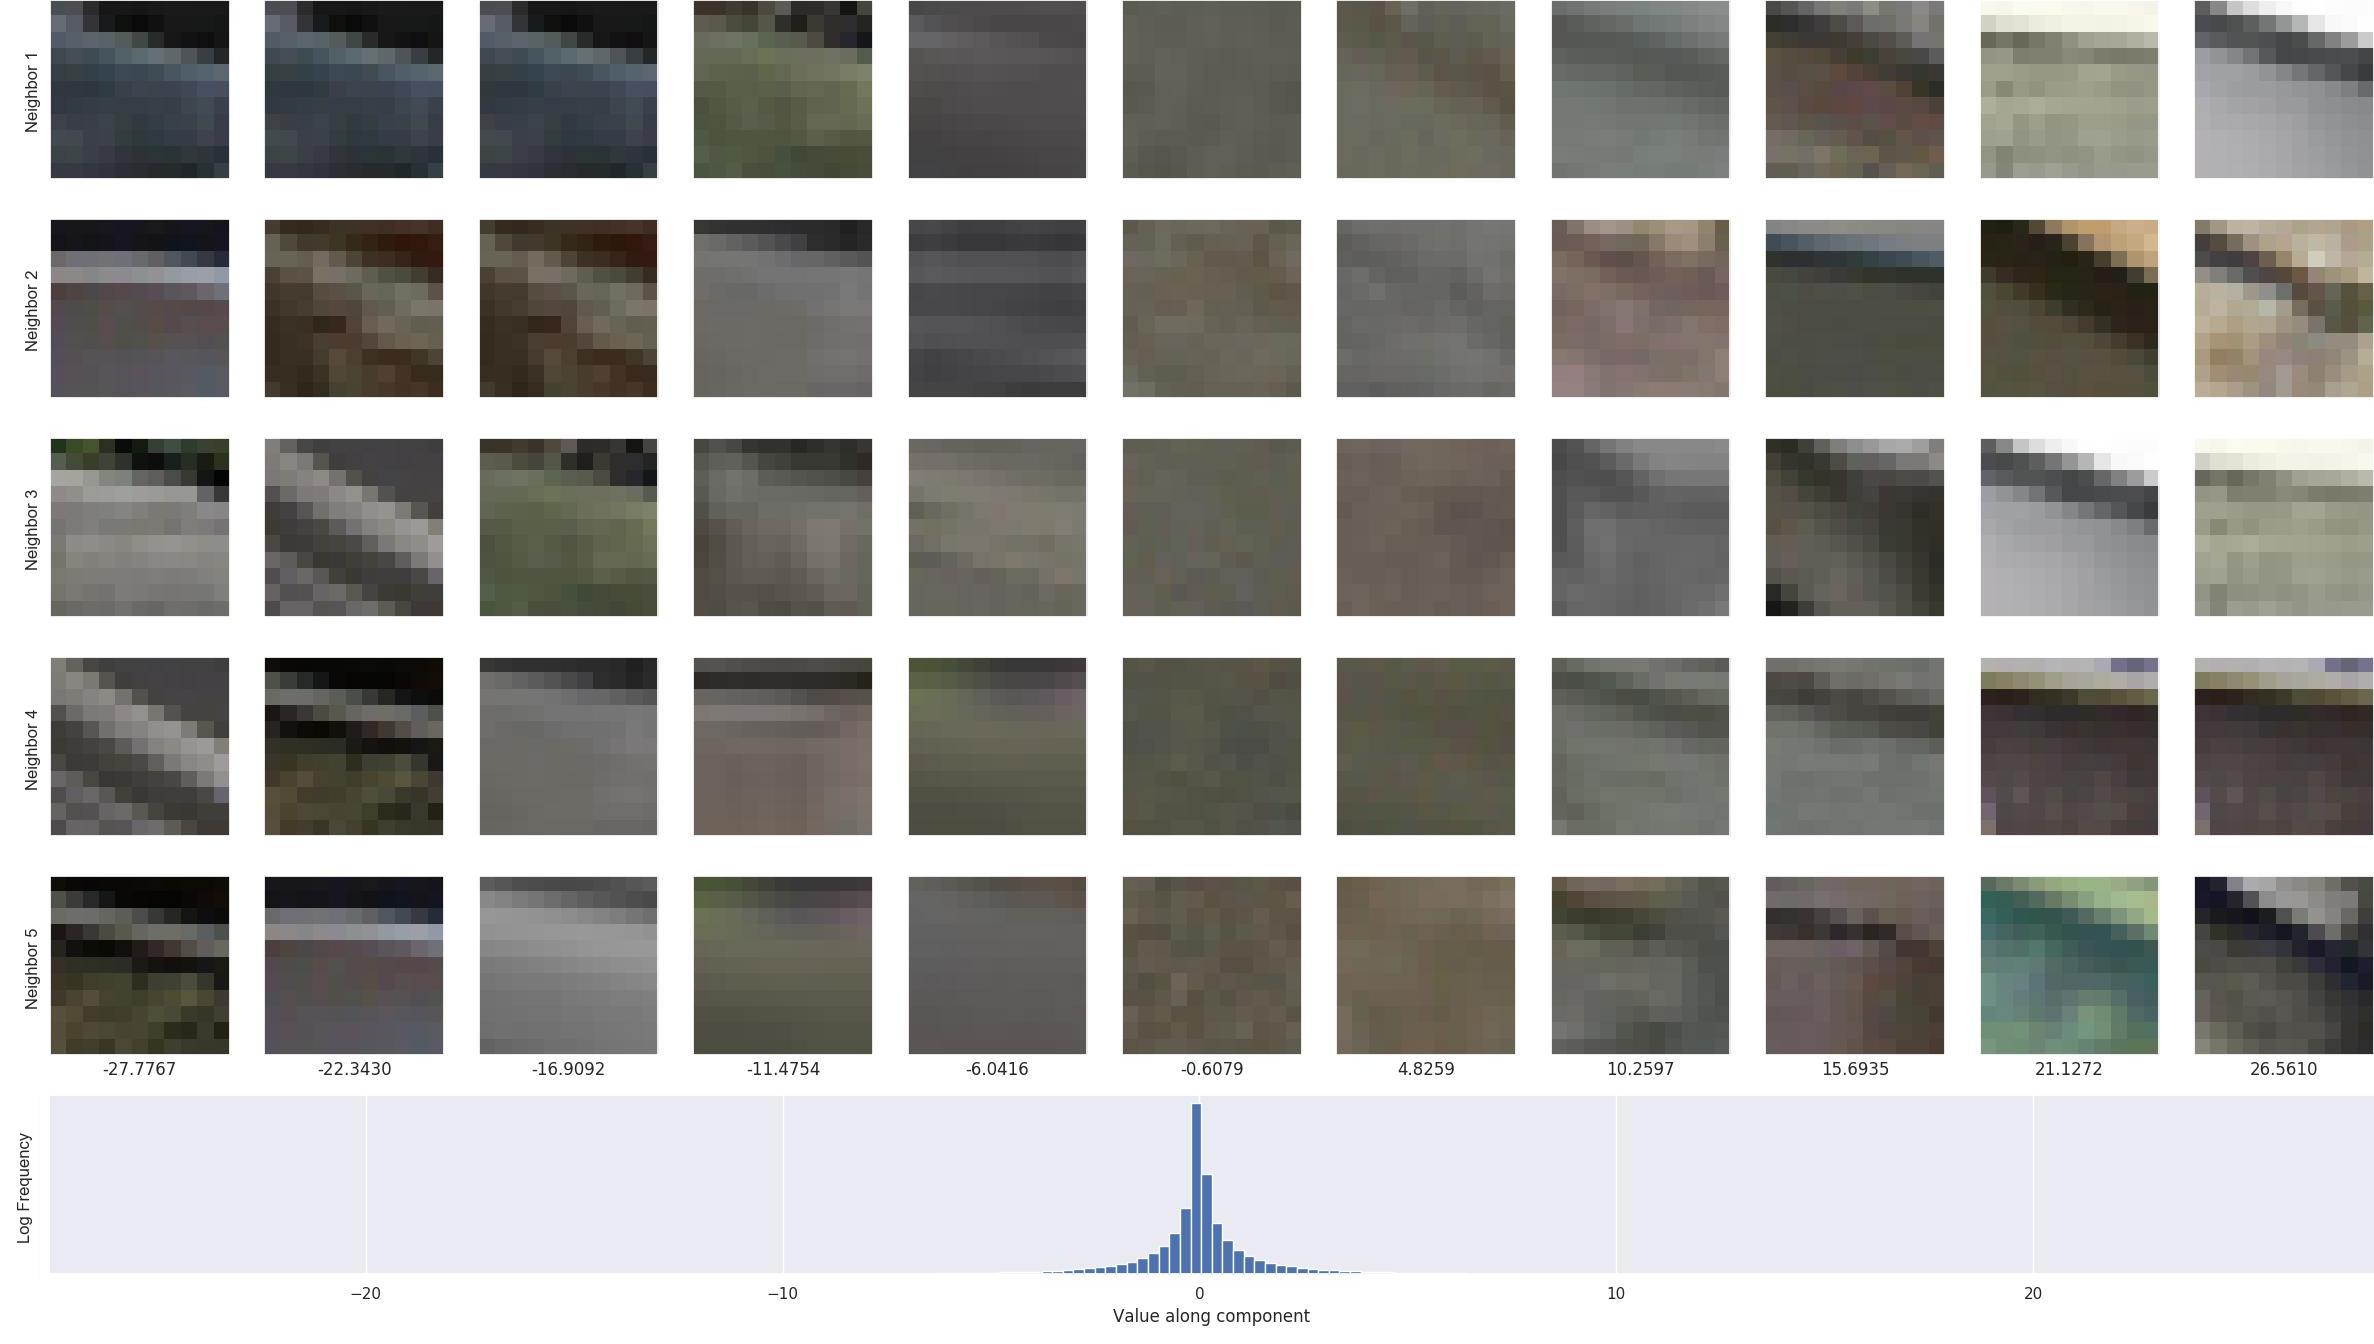 Neighbor 1
Neighbor 2
Neighbor 3
Neighbor 4
Neighbor 5
-27.7767 -22.3430 -16.9092 -11.4754 -6.0416 -0.6079 4.8259 10.2597 15.6935 21.1272 26.5610
Log Frequency
−20 −10 0 10 20
Value along component